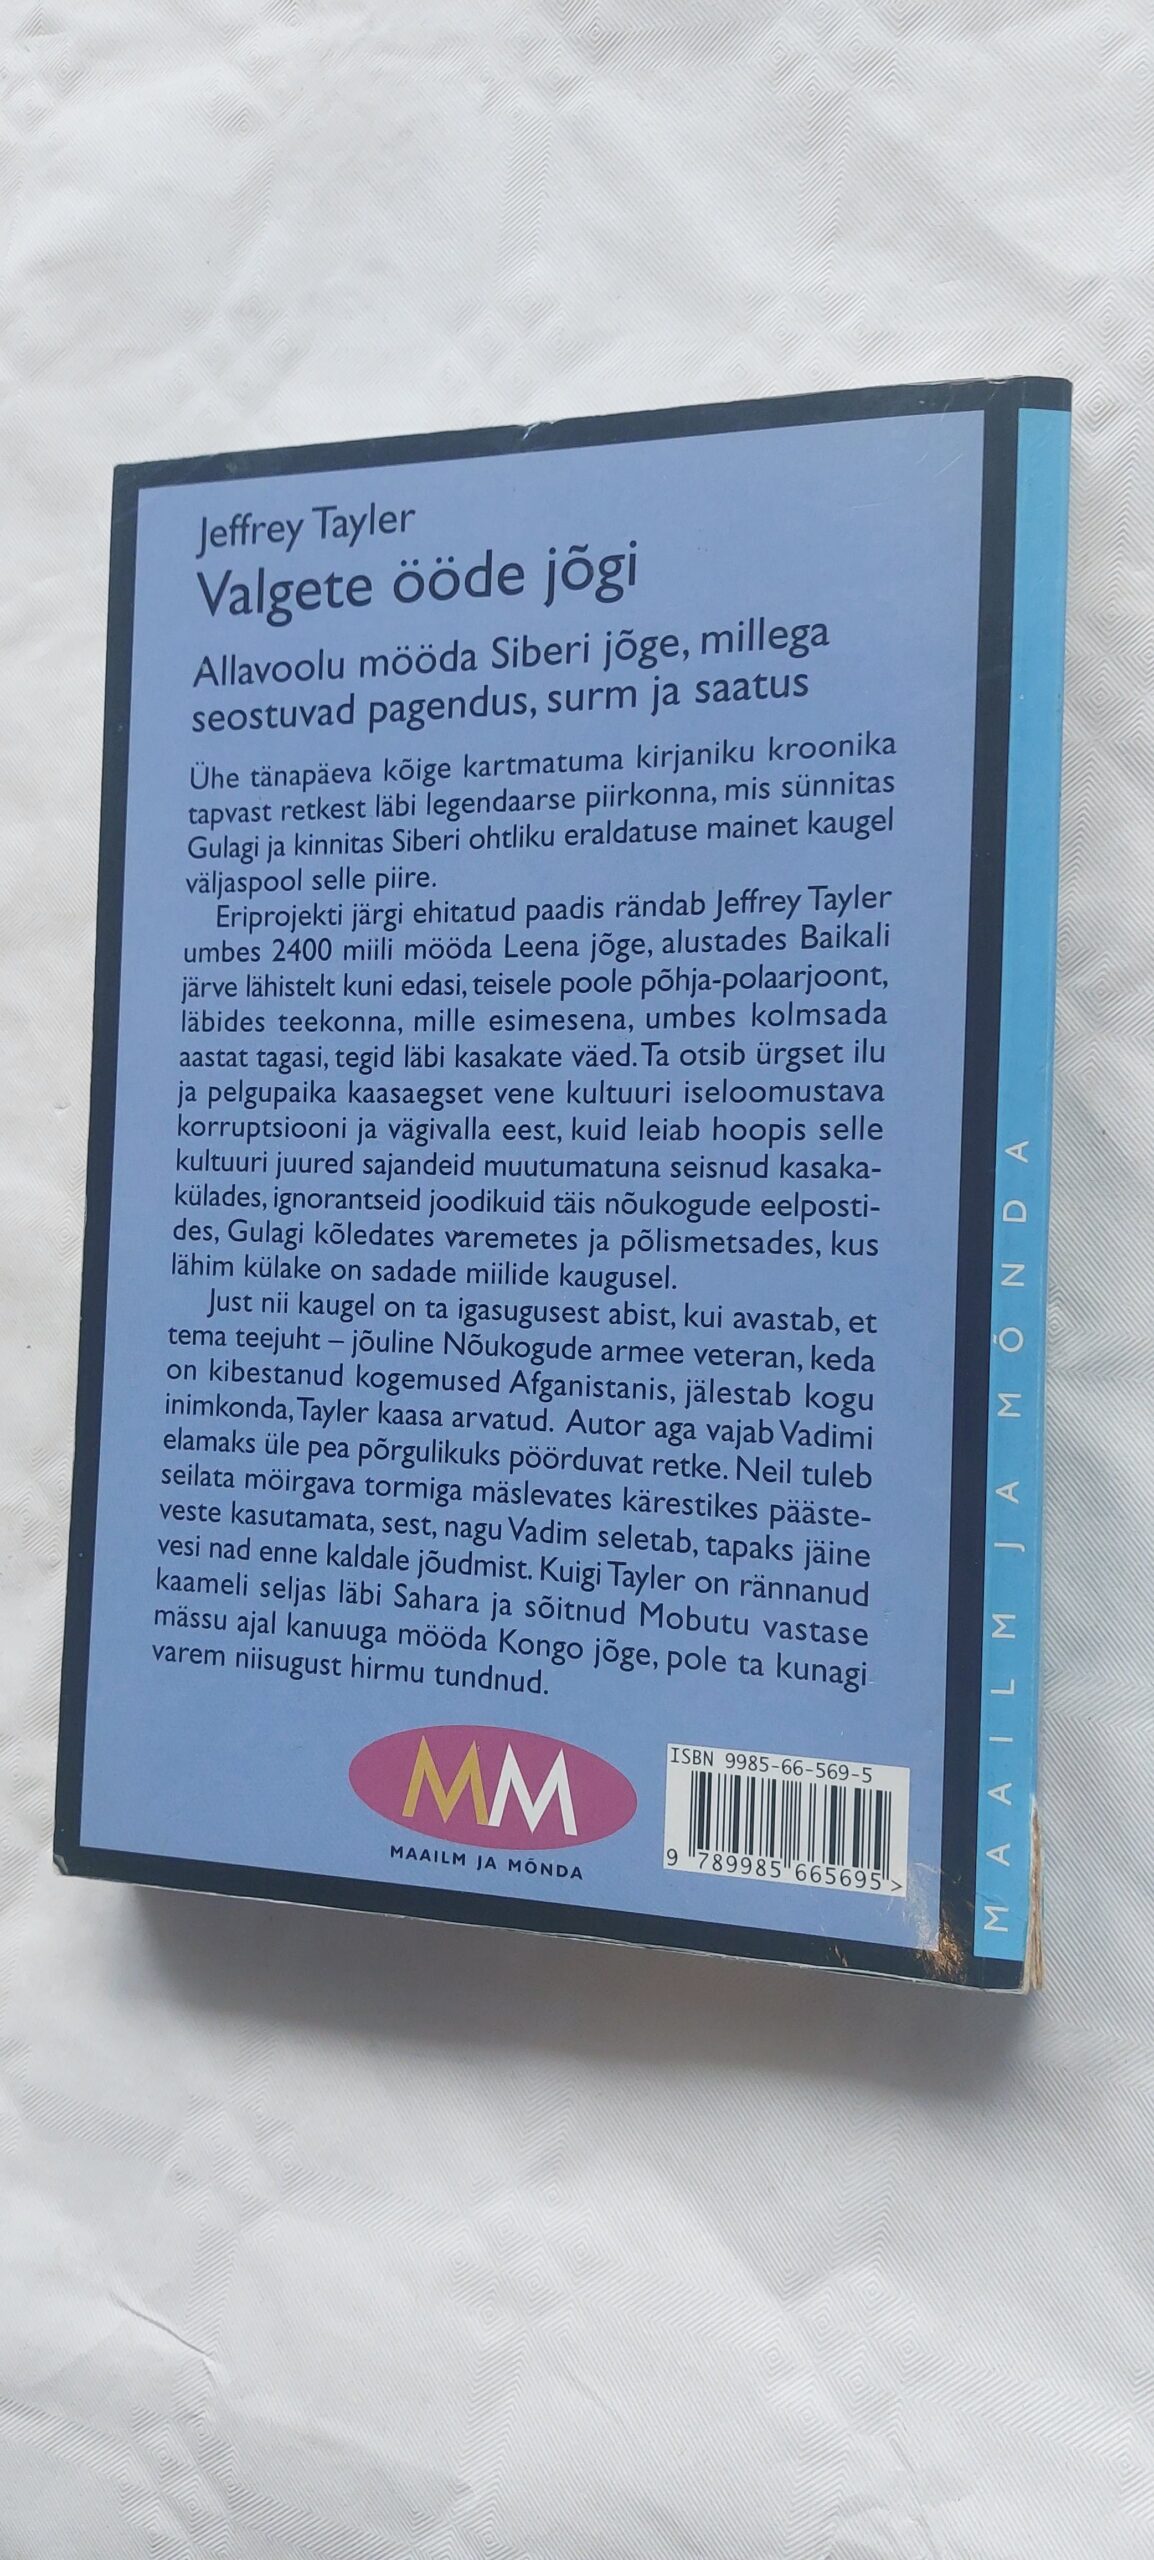 Jeffrey Tayler
Valgete ööde jõgi
Allavoolu mööda Siberi jõge, millega
seostuvad pagendus, surm ja saatus
Ühe tänapäeva kõige kartmatuma kirjaniku kroonika
tapvast retkest läbi legendaarse piirkonna, mis sünnitas
Gulagi ja kinnitas Siberi ohtliku eraldatuse mainet kaugel
väljaspool selle piire.
Eriprojekti järgi ehitatud paadis rändab Jeffrey Tayler
umbes 2400 miili mööda Leena jõge, alustades Baikali
järve lähistelt kuni edasi, teisele poole põhja-polaarjoont,
läbides teekonna, mille esimesena, umbes kolmsada
aastat tagasi, tegid läbi kasakate väed. Ta otsib ürgset ilu
ja pelgupaika kaasaegset vene kultuuri iseloomustava
korruptsiooni ja vägivalla eest, kuid leiab hoopis selle
kultuuri juured sajandeid muutumatuna seisnud kasaka-
külades, ignorantseid joodikuid täis nõukogude eelposti-
des, Gulagi kõledates varemetes ja põlismetsades, kus
lähim külake on sadade miilide kaugusel.
Just nii kaugel on ta igasugusest abist, kui avastab, et
tema teejuht – jõuline Nõukogude armee veteran, keda
on kibestanud kogemused Afganistanis, jälestab kogu
inimkonda, Tayler kaasa arvatud. Autor aga vajab Vadimi
elamaks üle pea põrgulikuks pöörduvat retke. Neil tuleb
seilata möirgava tormiga mäslevates kärestikes pääste-
veste kasutamata, sest, nagu Vadim seletab, tapaks jäine
vesi nad enne kaldale jõudmist. Kuigi Tayler on rännanud
kaameli seljas läbi Sahara ja sõitnud Mobutu vastase
mässu ajal kanuuga mööda Kongo jõge, pole ta kunagi
varem niisugust hirmu tundnud.
MM
MAAILM JA MÕNDA
ISBN 9985-66-569-5
9 789985 665695 >
MAAILM JA MÕNDA